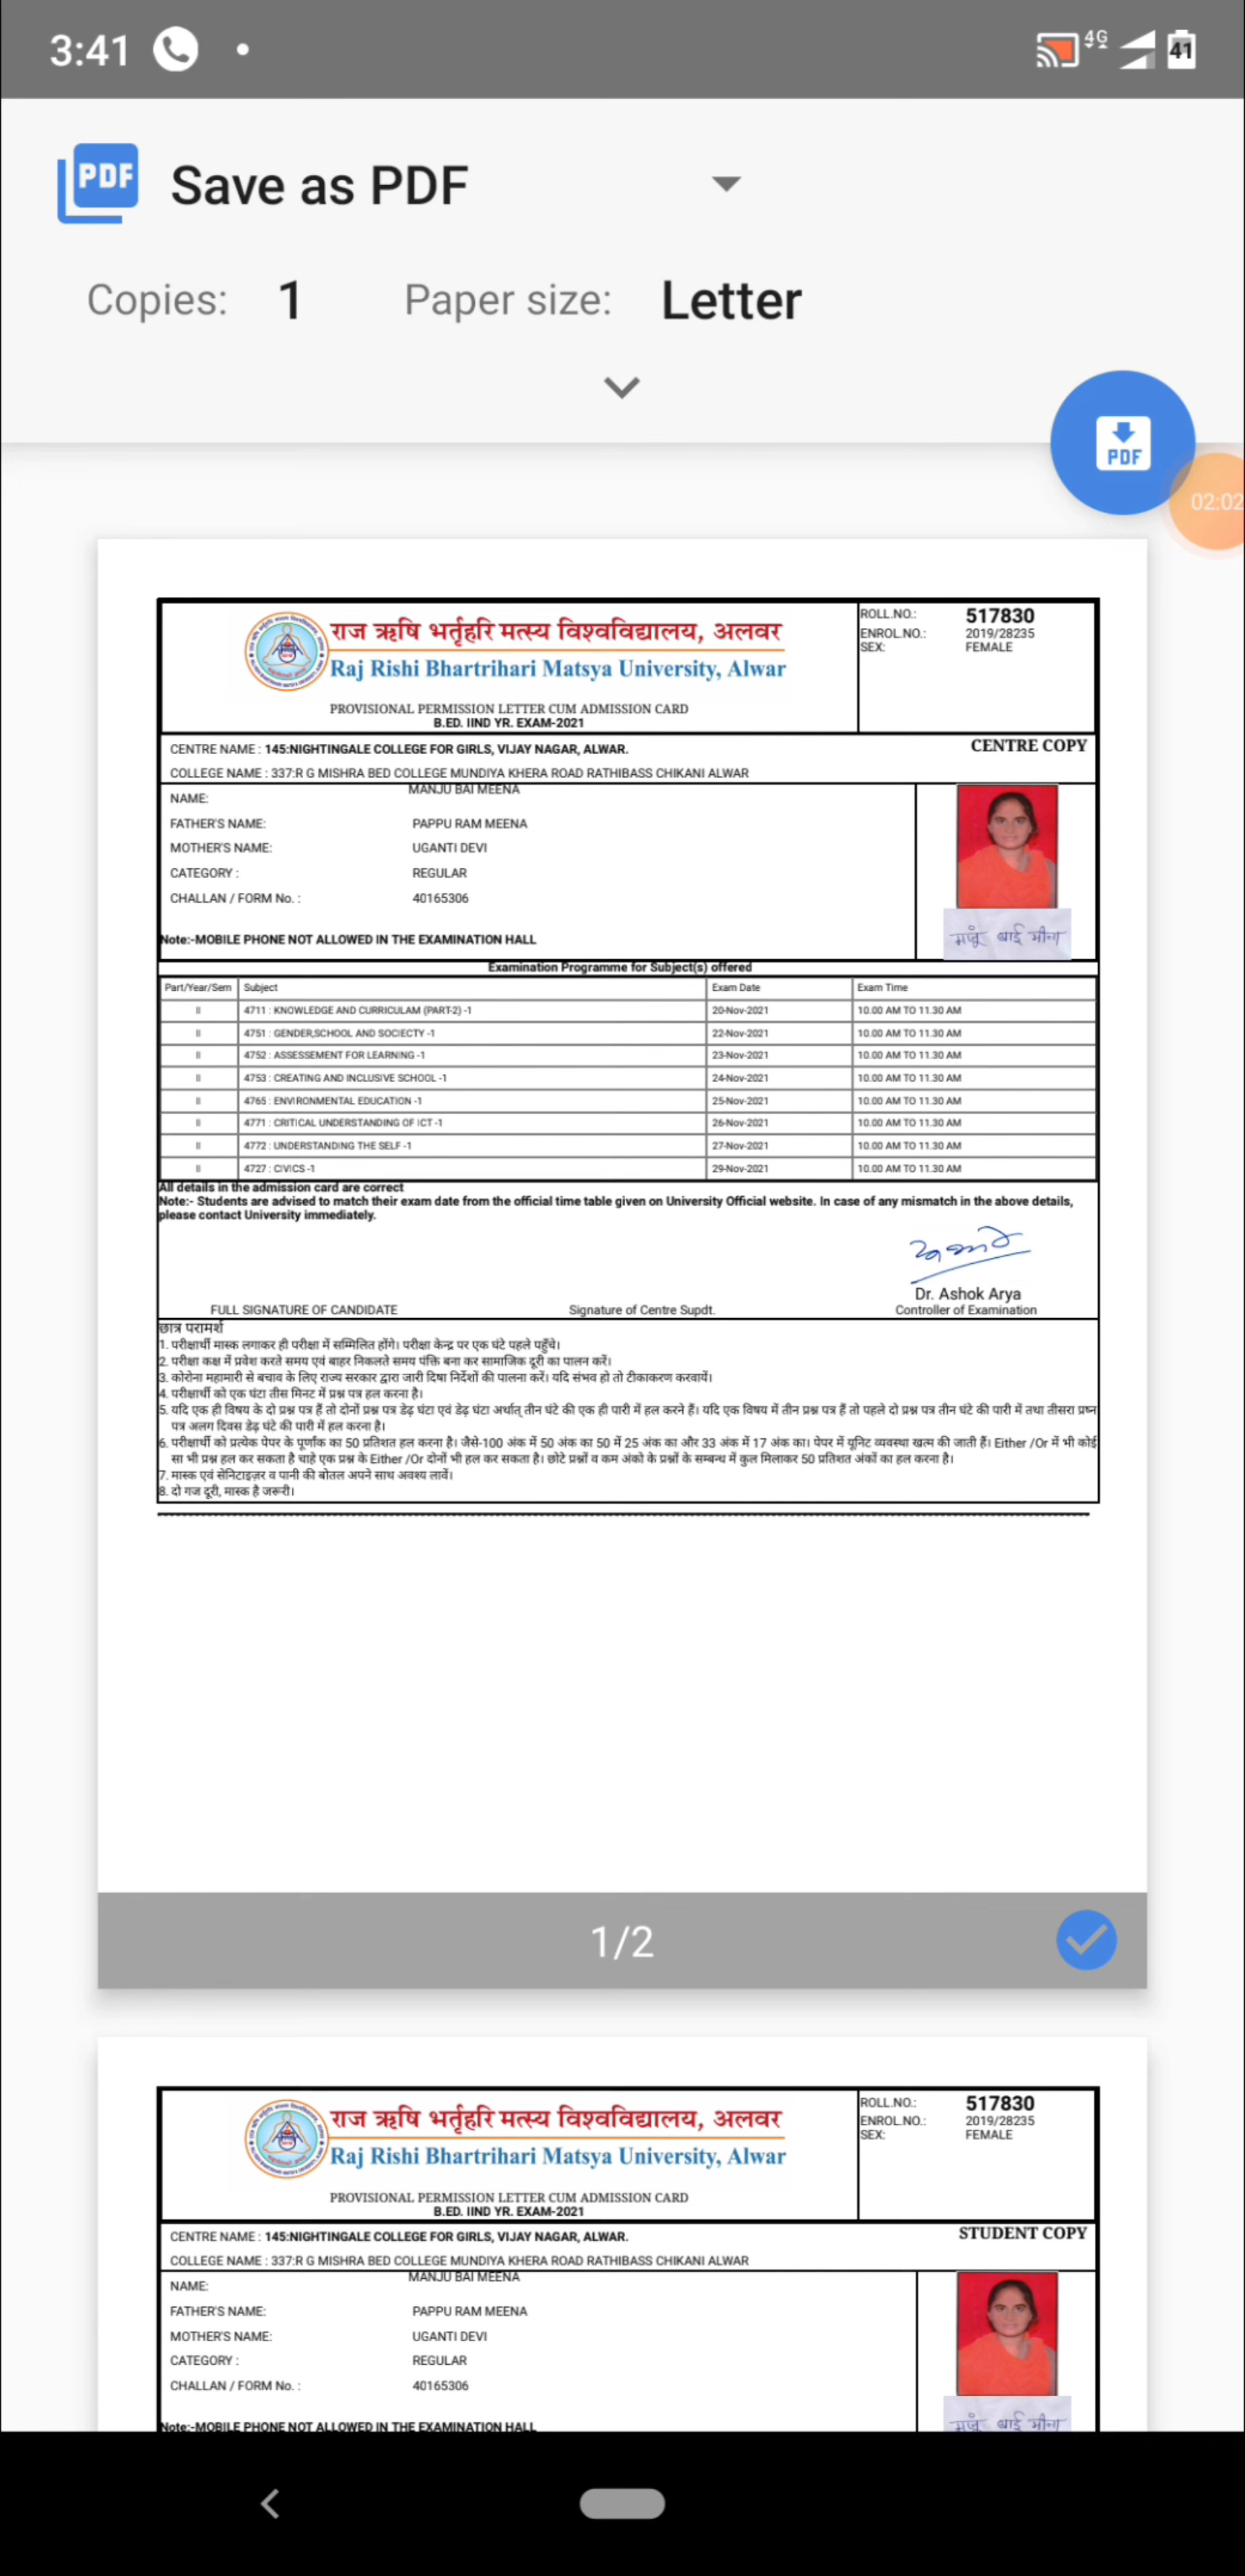 3:41
4G
41
PDF
Save as PDF
Copies: 1 Paper size: Letter
PDF
02:02
राज ऋषि भर्तृहरि मत्स्य विश्वविद्यालय, अलवर
Raj Rishi Bhartrihari Matsya University, Alwar
PROVISIONAL PERMISSION LETTER CUM ADMISSION CARD
B.ED. IIND YR. EXAM-2021
ROLL.NO.: 517830
ENROL.NO.: 2019/28235
SEX: FEMALE
CENTRE NAME : 145:NIGHTINGALE COLLEGE FOR GIRLS, VIJAY NAGAR, ALWAR.
CENTRE COPY
COLLEGE NAME : 337:R G MISHRA BED COLLEGE MUNDIYA KHERA ROAD RATHIBASS CHIKANI ALWAR
NAME: MANJU BAI MEENA
FATHER'S NAME: PAPPU RAM MEENA
MOTHER'S NAME: UGANTI DEVI
CATEGORY : REGULAR
CHALLAN / FORM No. : 40165306
मजूं बाई मीना
Note:-MOBILE PHONE NOT ALLOWED IN THE EXAMINATION HALL
Examination Programme for Subject(s) offered
Part/Year/Sem Subject Exam Date Exam Time
II 4711 : KNOWLEDGE AND CURRICULAM (PART-2) -1 20-Nov-2021 10.00 AM TO 11.30 AM
II 4751 : GENDER,SCHOOL AND SOCIECTY -1 22-Nov-2021 10.00 AM TO 11.30 AM
II 4752 : ASSESSEMENT FOR LEARNING -1 23-Nov-2021 10.00 AM TO 11.30 AM
II 4753 : CREATING AND INCLUSIVE SCHOOL -1 24-Nov-2021 10.00 AM TO 11.30 AM
II 4765 : ENVIRONMENTAL EDUCATION -1 25-Nov-2021 10.00 AM TO 11.30 AM
II 4771 : CRITICAL UNDERSTANDING OF ICT -1 26-Nov-2021 10.00 AM TO 11.30 AM
II 4772 : UNDERSTANDING THE SELF -1 27-Nov-2021 10.00 AM TO 11.30 AM
II 4727 : CIVICS -1 29-Nov-2021 10.00 AM TO 11.30 AM
All details in the admission card are correct
Note:- Students are advised to match their exam date from the official time table given on University Official website. In case of any mismatch in the above details,
please contact University immediately.
Dr. Ashok Arya
FULL SIGNATURE OF CANDIDATE Signature of Centre Supdt. Controller of Examination
छात्र परामर्श
1. परीक्षार्थी मास्क लगाकर ही परीक्षा में सम्मिलित होंगे। परीक्षा केन्द्र पर एक घंटे पहले पहुँचे।
2. परीक्षा कक्ष में प्रवेश करते समय एवं बाहर निकलते समय पंक्ति बना कर सामाजिक दूरी का पालन करें।
3. कोरोना महामारी से बचाव के लिए राज्य सरकार द्वारा जारी दिषा निर्देशों की पालना करें। यदि संभव हो तो टीकाकरण करवायें।
4. परीक्षार्थी को एक घंटा तीस मिनट में प्रश्न पत्र हल करना है।
5. यदि एक ही विषय के दो प्रश्न पत्र हैं तो दोनों प्रश्न पत्र डेढ़ घंटा एवं डेढ़ घंटा अर्थात् तीन घंटे की एक ही पारी में हल करने हैं। यदि एक विषय में तीन प्रश्न पत्र हैं तो पहले दो प्रश्न पत्र तीन घंटे की पारी में तथा तीसरा प्रष्न
पत्र अलग दिवस डेढ़ घंटे की पारी में हल करना है।
6. परीक्षार्थी को प्रत्येक पेपर के पूर्णांक का 50 प्रतिशत हल करना है। जैसे-100 अंक में 50 अंक का 50 में 25 अंक का और 33 अंक में 17 अंक का। पेपर में यूनिट व्यवस्था खत्म की जाती हैं। Either /Or में भी कोई
सा भी प्रश्न हल कर सकता है चाहे एक प्रश्न के Either /Or दोनों भी हल कर सकता है। छोटे प्रश्नों व कम अंको के प्रश्नों के सम्बन्ध में कुल मिलाकर 50 प्रतिशत अंकों का हल करना है।
7. मास्क एवं सेनिटाइज़र व पानी की बोतल अपने साथ अवश्य लावें।
8. दो गज दूरी, मास्क है जरूरी।
1/2
राज ऋषि भर्तृहरि मत्स्य विश्वविद्यालय, अलवर
Raj Rishi Bhartrihari Matsya University, Alwar
PROVISIONAL PERMISSION LETTER CUM ADMISSION CARD
B.ED. IIND YR. EXAM-2021
ROLL.NO.: 517830
ENROL.NO.: 2019/28235
SEX: FEMALE
CENTRE NAME : 145:NIGHTINGALE COLLEGE FOR GIRLS, VIJAY NAGAR, ALWAR.
STUDENT COPY
COLLEGE NAME : 337:R G MISHRA BED COLLEGE MUNDIYA KHERA ROAD RATHIBASS CHIKANI ALWAR
NAME: MANJU BAI MEENA
FATHER'S NAME: PAPPU RAM MEENA
MOTHER'S NAME: UGANTI DEVI
CATEGORY : REGULAR
CHALLAN / FORM No. : 40165306
मजूं बाई मीना
Note:-MOBILE PHONE NOT ALLOWED IN THE EXAMINATION HALL